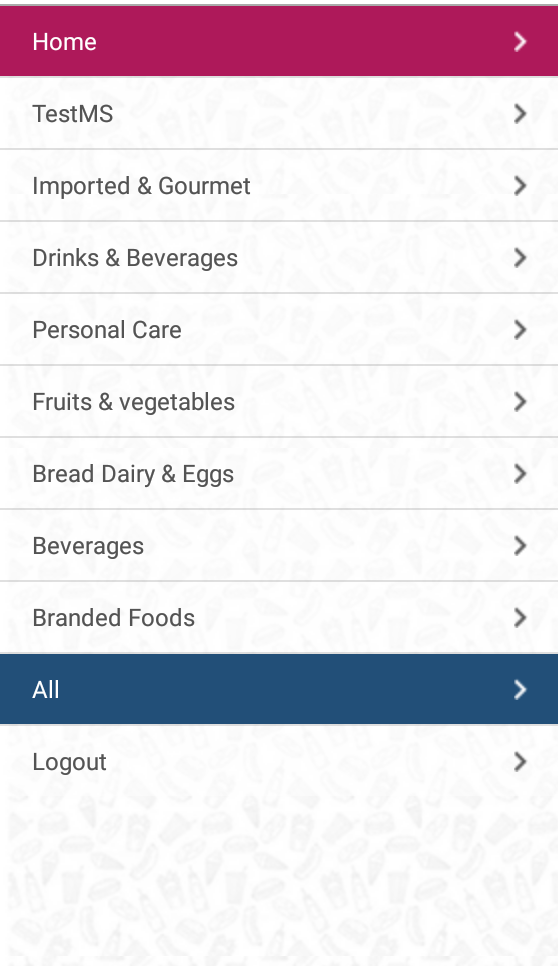 Home
TestMS
Imported & Gourmet
Drinks & Beverages
Personal Care
Fruits & vegetables
Bread Dairy & Eggs
Beverages
Branded Foods
All
Logout